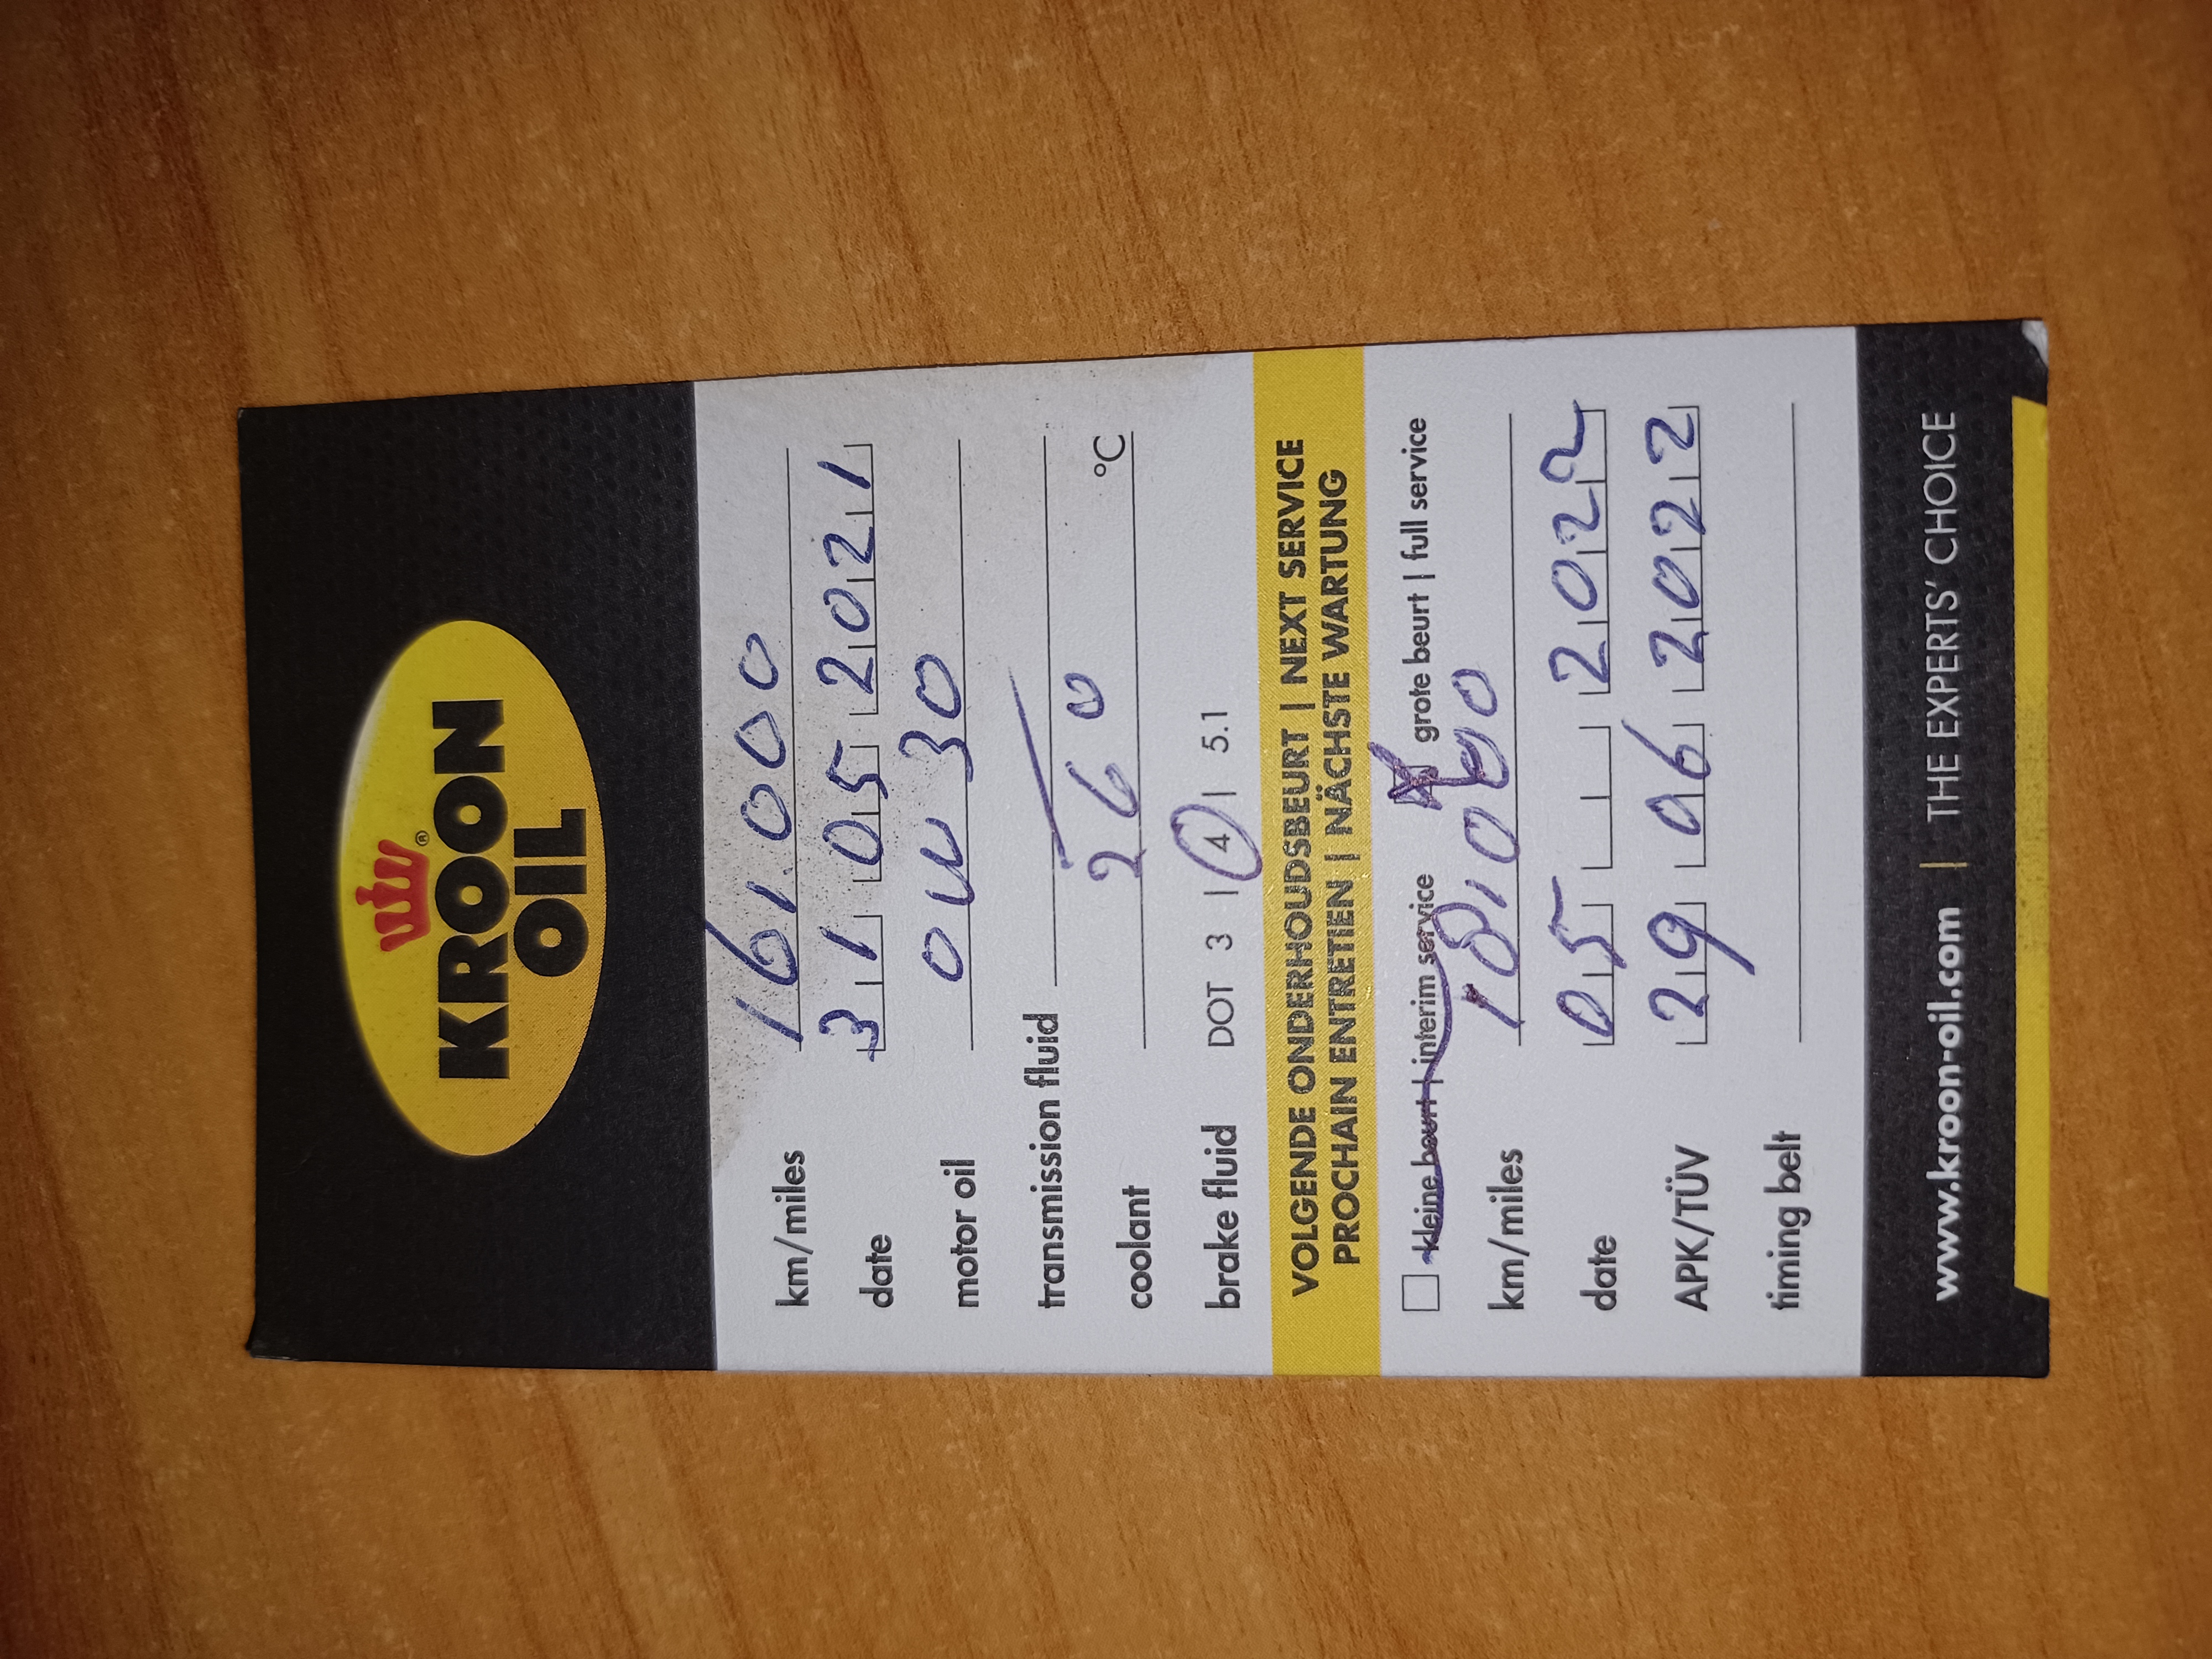 KROON
OIL®
km/miles 161.000
date 31 05 2021
motor oil 0W30
transmission fluid
coolant 260 °C
brake fluid DOT 3 | 4 | 5.1
VOLGENDE ONDERHOUDSBEURT | NEXT SERVICE
PROCHAIN ENTRETIEN | NÄCHSTE WARTUNG
kleine beurt | interim service grote beurt | full service
km/miles
date 05 2022
APK/TÜV 29 06 2022
timing belt
www.kroon-oil.com | THE EXPERTS' CHOICE